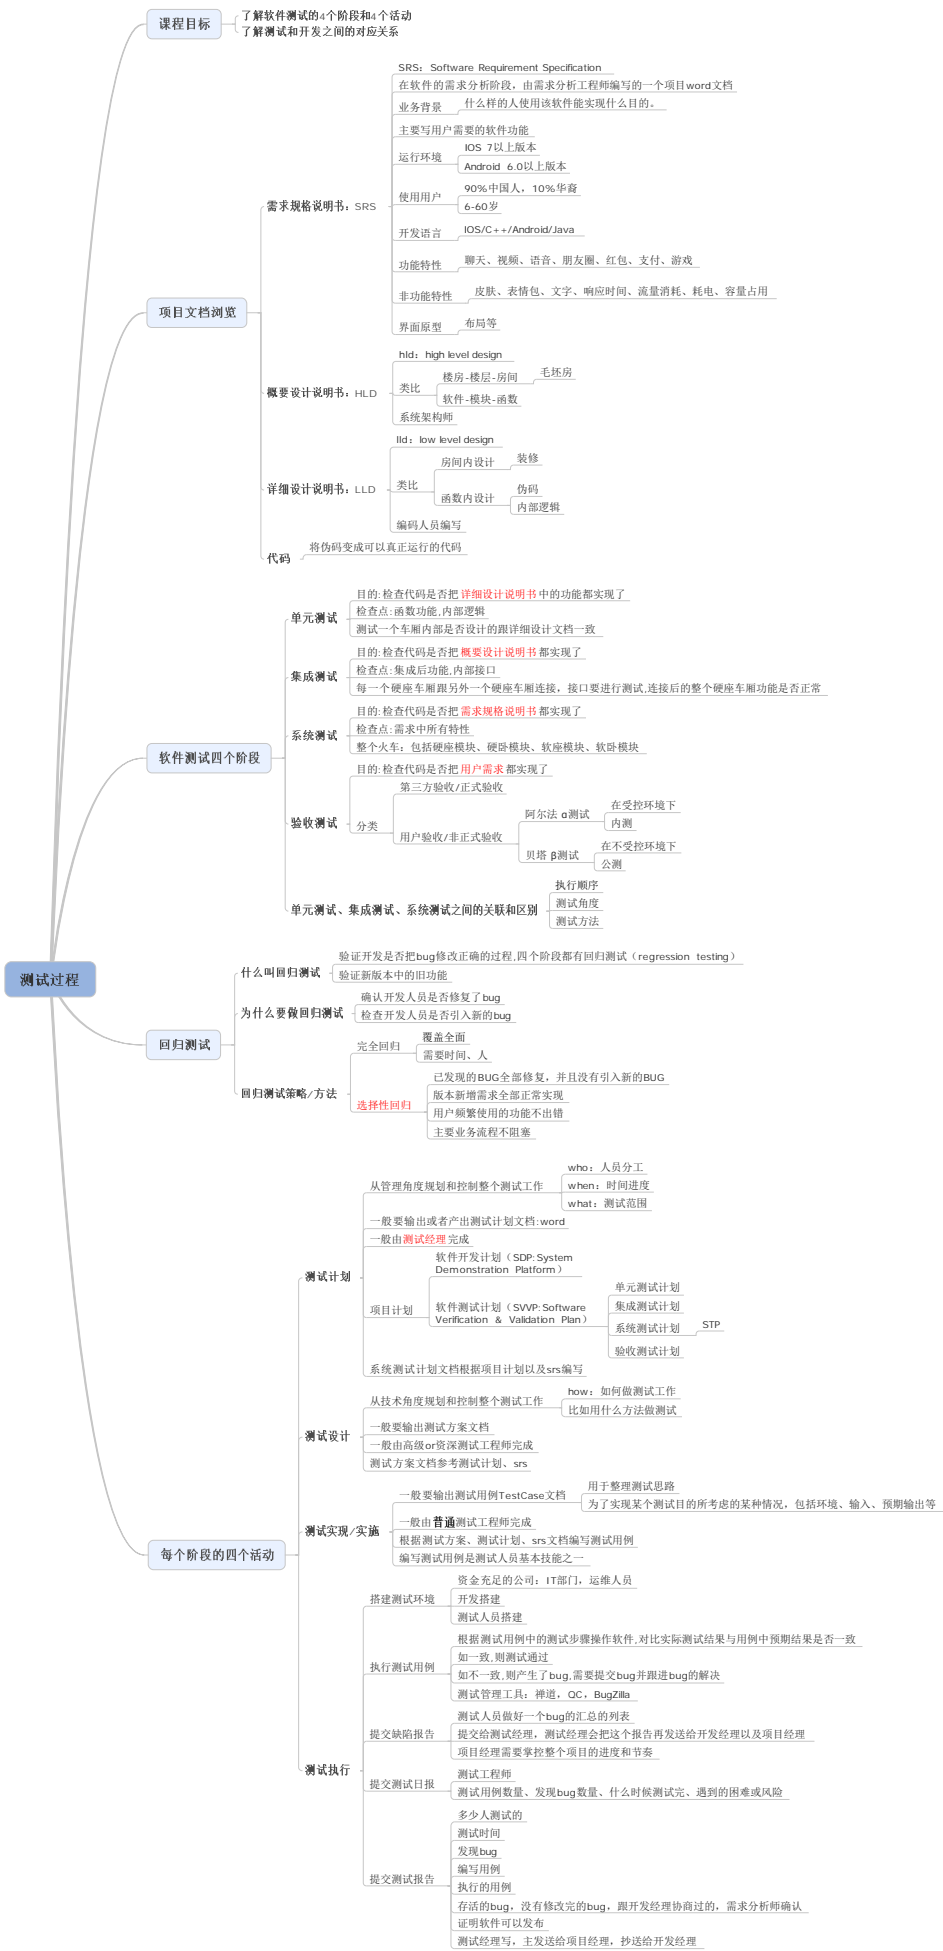 测试过程
课程目标
了解软件测试的4个阶段和4个活动
了解测试和开发之间的对应关系
项目文档浏览
需求规格说明书：SRS
SRS：Software Requirement Specification
在软件的需求分析阶段，由需求分析工程师编写的一个项目word文档
业务背景
什么样的人使用该软件能实现什么目的。
主要写用户需要的软件功能
运行环境
IOS 7以上版本
Android 6.0以上版本
使用用户
90%中国人，10%华裔
6-60岁
开发语言
IOS/C++/Android/Java
功能特性
聊天、视频、语音、朋友圈、红包、支付、游戏
非功能特性
皮肤、表情包、文字、响应时间、流量消耗、耗电、容量占用
界面原型
布局等
概要设计说明书：HLD
hld：high level design
类比
楼房-楼层-房间
毛坯房
软件-模块-函数
系统架构师
详细设计说明书：LLD
lld：low level design
类比
房间内设计
装修
函数内设计
伪码
内部逻辑
编码人员编写
代码
将伪码变成可以真正运行的代码
软件测试四个阶段
单元测试
目的:检查代码是否把详细设计说明书中的功能都实现了
检查点:函数功能,内部逻辑
测试一个车厢内部是否设计的跟详细设计文档一致
集成测试
目的:检查代码是否把概要设计说明书都实现了
检查点:集成后功能,内部接口
每一个硬座车厢跟另外一个硬座车厢连接，接口要进行测试,连接后的整个硬座车厢功能是否正常
系统测试
目的:检查代码是否把需求规格说明书都实现了
检查点:需求中所有特性
整个火车：包括硬座模块、硬卧模块、软座模块、软卧模块
验收测试
目的:检查代码是否把用户需求都实现了
分类
第三方验收/正式验收
用户验收/非正式验收
阿尔法 α测试
在受控环境下
内测
贝塔 β测试
在不受控环境下
公测
单元测试、集成测试、系统测试之间的关联和区别
执行顺序
测试角度
测试方法
回归测试
什么叫回归测试
验证开发是否把bug修改正确的过程,四个阶段都有回归测试（regression testing）
验证新版本中的旧功能
为什么要做回归测试
确认开发人员是否修复了bug
检查开发人员是否引入新的bug
回归测试策略/方法
完全回归
覆盖全面
需要时间、人
选择性回归
已发现的BUG全部修复，并且没有引入新的BUG
版本新增需求全部正常实现
用户频繁使用的功能不出错
主要业务流程不阻塞
每个阶段的四个活动
测试计划
从管理角度规划和控制整个测试工作
who：人员分工
when：时间进度
what：测试范围
一般要输出或者产出测试计划文档:word
一般由测试经理完成
项目计划
软件开发计划（SDP:System
Demonstration Platform）
软件测试计划（SVVP:Software
Verification & Validation Plan）
单元测试计划
集成测试计划
系统测试计划
STP
验收测试计划
系统测试计划文档根据项目计划以及srs编写
测试设计
从技术角度规划和控制整个测试工作
how：如何做测试工作
比如用什么方法做测试
一般要输出测试方案文档
一般由高级or资深测试工程师完成
测试方案文档参考测试计划、srs
测试实现/实施
一般要输出测试用例TestCase文档
用于整理测试思路
为了实现某个测试目的所考虑的某种情况，包括环境、输入、预期输出等
一般由普通测试工程师完成
根据测试方案、测试计划、srs文档编写测试用例
编写测试用例是测试人员基本技能之一
测试执行
搭建测试环境
资金充足的公司：IT部门，运维人员
开发搭建
测试人员搭建
执行测试用例
根据测试用例中的测试步骤操作软件,对比实际测试结果与用例中预期结果是否一致
如一致,则测试通过
如不一致,则产生了bug,需要提交bug并跟进bug的解决
测试管理工具：禅道，QC，BugZilla
提交缺陷报告
测试人员做好一个bug的汇总的列表
提交给测试经理，测试经理会把这个报告再发送给开发经理以及项目经理
项目经理需要掌控整个项目的进度和节奏
提交测试日报
测试工程师
测试用例数量、发现bug数量、什么时候测试完、遇到的困难或风险
提交测试报告
多少人测试的
测试时间
发现bug
编写用例
执行的用例
存活的bug，没有修改完的bug，跟开发经理协商过的，需求分析师确认
证明软件可以发布
测试经理写，主发送给项目经理，抄送给开发经理